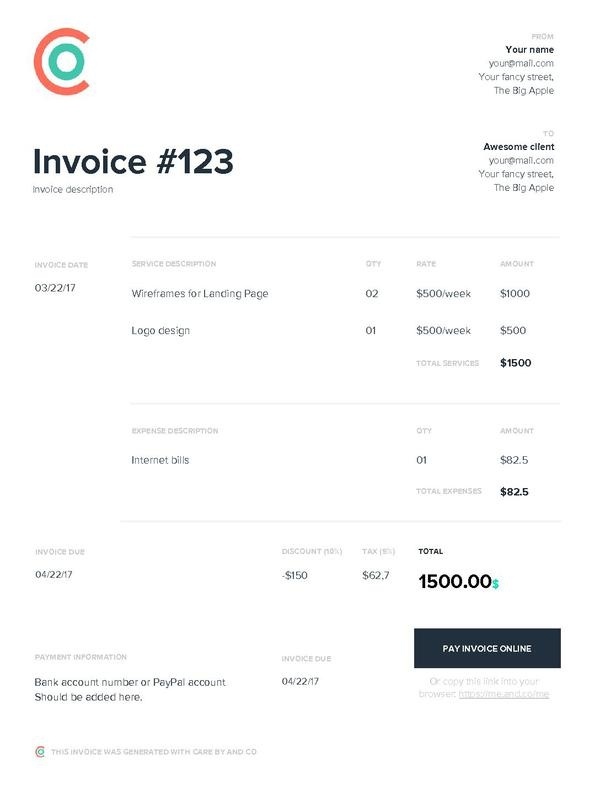 FROM
Your name
your@mail.com
Your fancy street,
The Big Apple
TO
Awesome client
your@mail.com
Your fancy street,
The Big Apple
Invoice #123
Invoice description
INVOICE DATE
03/22/17
SERVICE DESCRIPTION QTY RATE AMOUNT
Wireframes for Landing Page 02 $500/week $1000
Logo design 01 $500/week $500
TOTAL SERVICES $1500
EXPENSE DESCRIPTION QTY AMOUNT
Internet bills 01 $82.5
TOTAL EXPENSES $82.5
INVOICE DUE DISCOUNT (10%) TAX (5%) TOTAL
04/22/17 -$150 $62,7 1500.00$
PAY INVOICE ONLINE
Or copy this link into your
browser: https://me.and.co/me
PAYMENT INFORMATION
Bank account number or PayPal account
Should be added here.
INVOICE DUE
04/22/17
THIS INVOICE WAS GENERATED WITH CARE BY AND CO